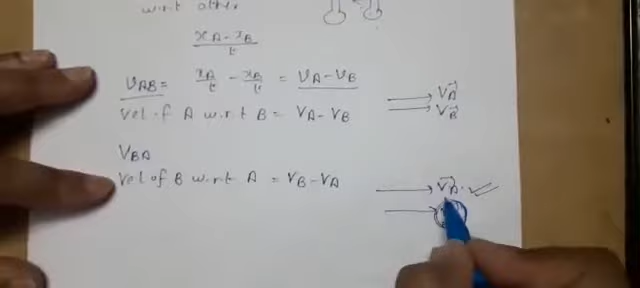 w.r.t other
xA - xB / t
VAB = xA/t - xB/t = VA - VB
Vel of A w.r.t B = VA - VB
VA
VB
VBA
Vel of B w.r.t A = VB - VA
VA